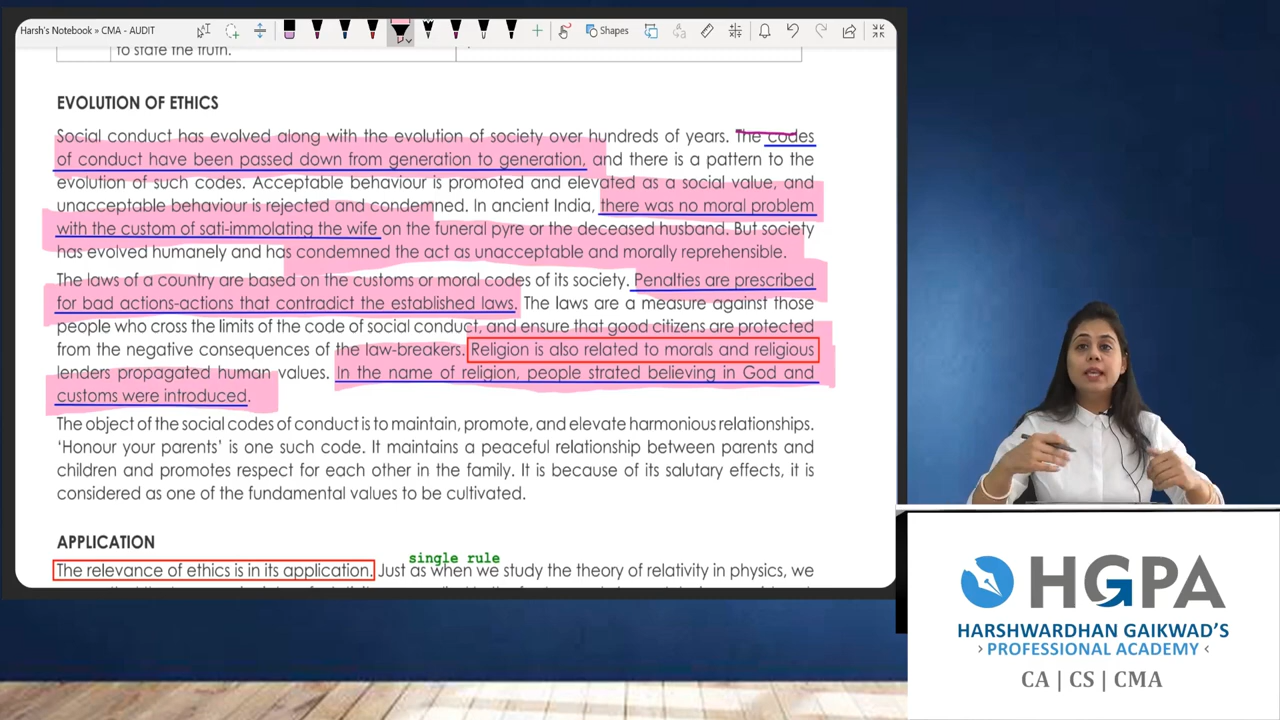 Harsh's Notebook » CMA - AUDIT
Shapes
to state the truth.
EVOLUTION OF ETHICS
Social conduct has evolved along with the evolution of society over hundreds of years. The codes
of conduct have been passed down from generation to generation, and there is a pattern to the
evolution of such codes. Acceptable behaviour is promoted and elevated as a social value, and
unacceptable behaviour is rejected and condemned. In ancient India, there was no moral problem
with the custom of sati-immolating the wife on the funeral pyre or the deceased husband. But society
has evolved humanely and has condemned the act as unacceptable and morally reprehensible.
The laws of a country are based on the customs or moral codes of its society. Penalties are prescribed
for bad actions-actions that contradict the established laws. The laws are a measure against those
people who cross the limits of the code of social conduct, and ensure that good citizens are protected
from the negative consequences of the law-breakers. Religion is also related to morals and religious
lenders propagated human values. In the name of religion, people strated believing in God and
customs were introduced.
The object of the social codes of conduct is to maintain, promote, and elevate harmonious relationships.
'Honour your parents' is one such code. It maintains a peaceful relationship between parents and
children and promotes respect for each other in the family. It is because of its salutary effects, it is
considered as one of the fundamental values to be cultivated.
APPLICATION
single rule
The relevance of ethics is in its application. Just as when we study the theory of relativity in physics, we
HGPA
HARSHWARDHAN GAIKWAD'S
› PROFESSIONAL ACADEMY ‹
CA | CS | CMA